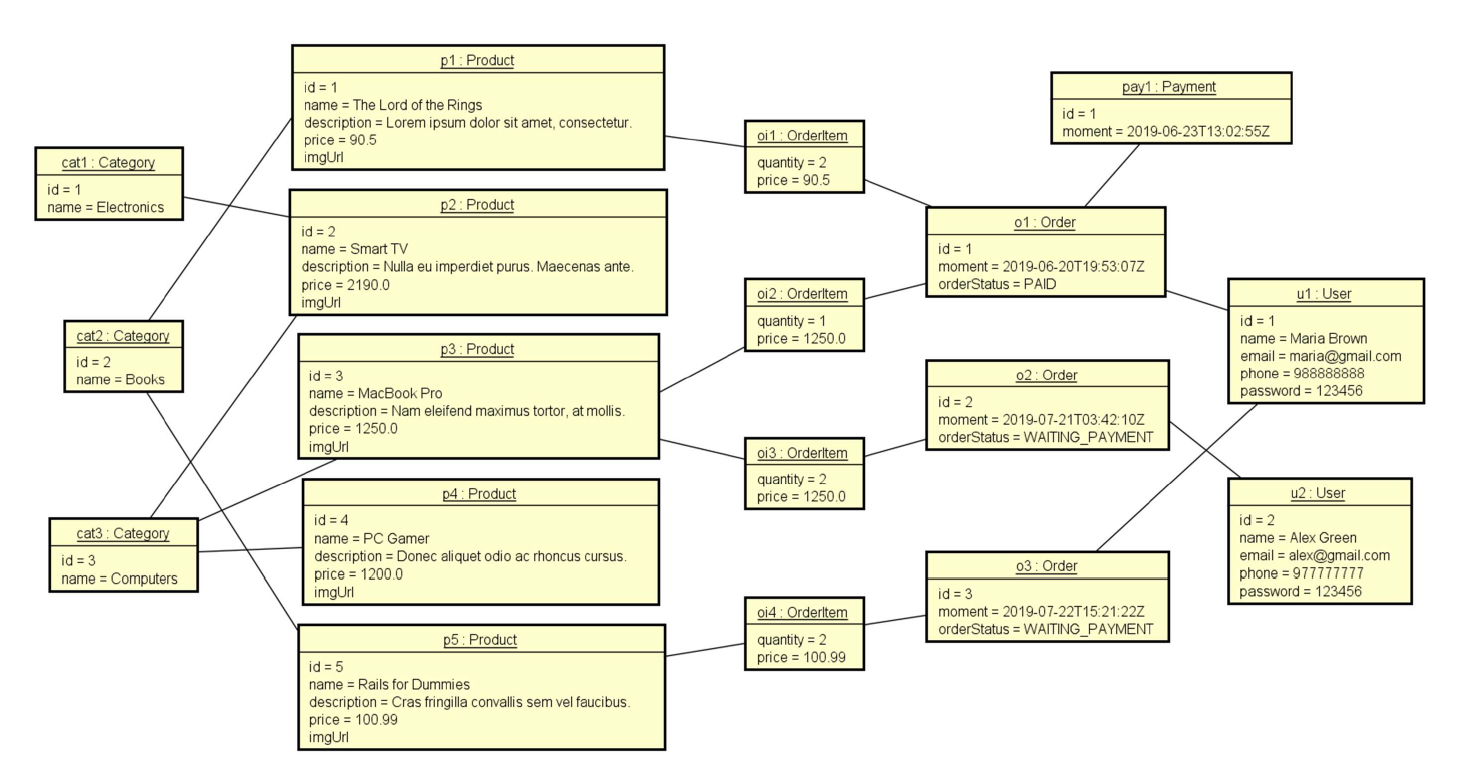 p1 : Product
id = 1
name = The Lord of the Rings
description = Lorem ipsum dolor sit amet, consectetur.
price = 90.5
imgUrl
pay1 : Payment
id = 1
moment = 2019-06-23T13:02:55Z
oi1 : OrderItem
quantity = 2
price = 90.5
cat1 : Category
id = 1
name = Electronics
p2 : Product
id = 2
name = Smart TV
description = Nulla eu imperdiet purus. Maecenas ante.
price = 2190.0
imgUrl
o1 : Order
id = 1
moment = 2019-06-20T19:53:07Z
orderStatus = PAID
oi2 : OrderItem
quantity = 1
price = 1250.0
u1 : User
id = 1
name = Maria Brown
email = maria@gmail.com
phone = 988888888
password = 123456
cat2 : Category
id = 2
name = Books
p3 : Product
id = 3
name = MacBook Pro
description = Nam eleifend maximus tortor, at mollis.
price = 1250.0
imgUrl
o2 : Order
id = 2
moment = 2019-07-21T03:42:10Z
orderStatus = WAITING_PAYMENT
oi3 : OrderItem
quantity = 2
price = 1250.0
p4 : Product
id = 4
name = PC Gamer
description = Donec aliquet odio ac rhoncus cursus.
price = 1200.0
imgUrl
u2 : User
id = 2
name = Alex Green
email = alex@gmail.com
phone = 977777777
password = 123456
cat3 : Category
id = 3
name = Computers
o3 : Order
id = 3
moment = 2019-07-22T15:21:22Z
orderStatus = WAITING_PAYMENT
oi4 : OrderItem
quantity = 2
price = 100.99
p5 : Product
id = 5
name = Rails for Dummies
description = Cras fringilla convallis sem vel faucibus.
price = 100.99
imgUrl